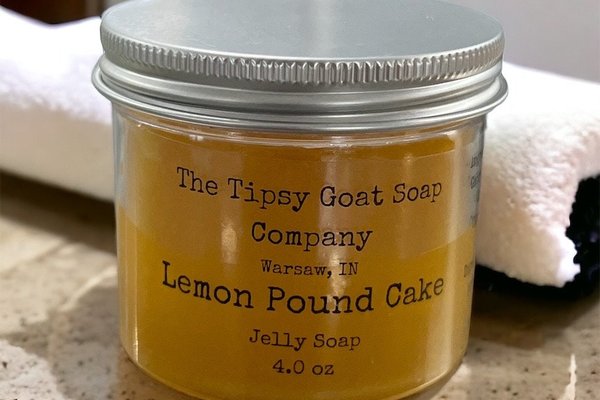 The Tipsy Goat Soap
Company
Warsaw, IN
Lemon Pound Cake
Jelly Soap
4.0 oz